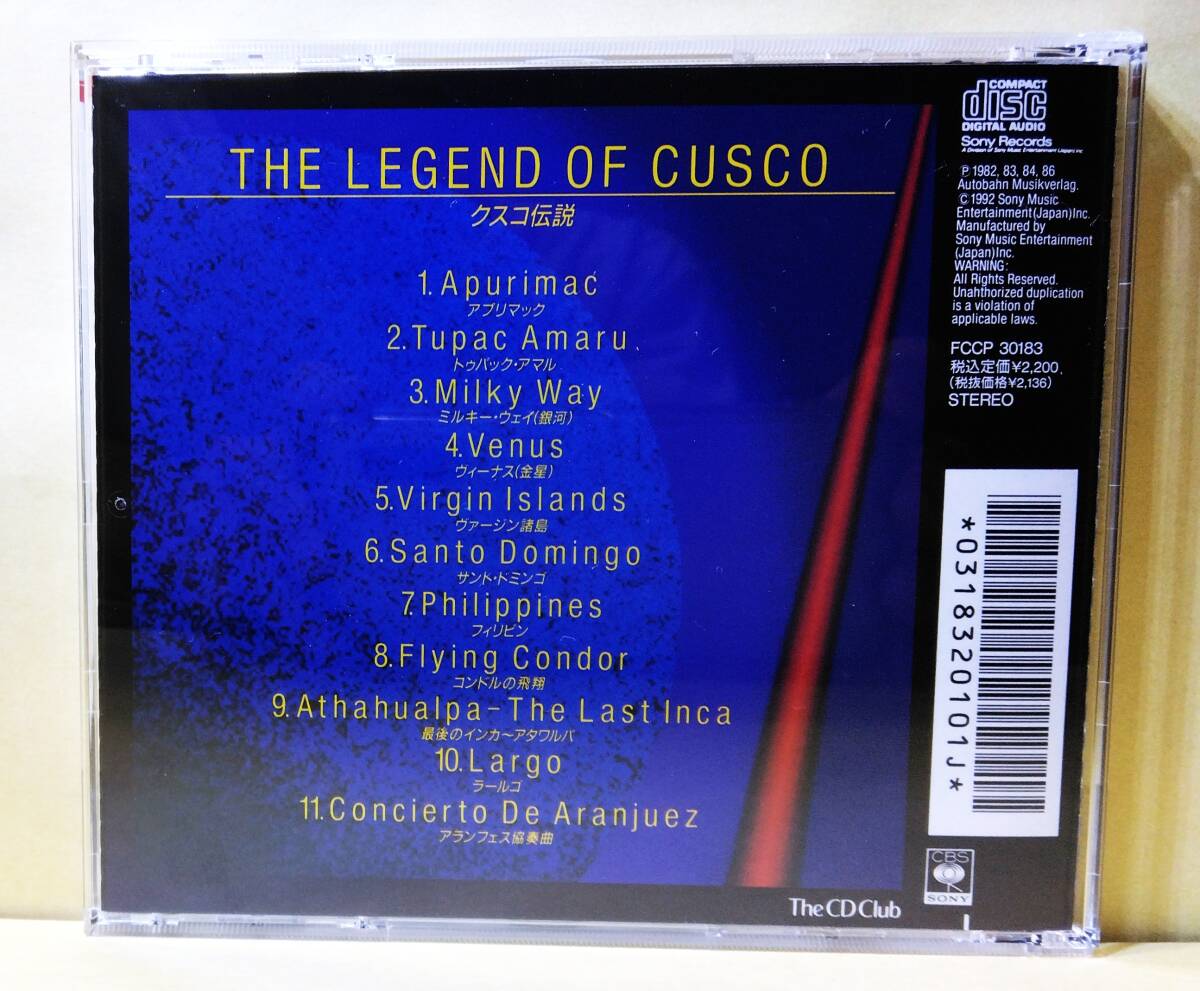 THE LEGEND OF CUSCO
クスコ伝説
1. Apurimac
アプリマック
2. Tupac Amaru
トゥパック・アマル
3. Milky Way
ミルキー・ウェイ(銀河)
4. Venus
ヴィーナス(金星)
5. Virgin Islands
ヴァージン諸島
6. Santo Domingo
サント・ドミンゴ
7. Philippines
フィリピン
8. Flying Condor
コンドルの飛翔
9. Athahualpa-The Last Inca
最後のインカ〜アタワルパ
10. Largo
ラールゴ
11. Concierto De Aranjuez
アランフェス協奏曲
The CD Club
COMPACT
disc
DIGITAL AUDIO
Sony Records
A Division of Sony Music Entertainment (Japan) Inc.
Ⓟ1982, 83, 84, 86
Autobahn Musikverlag.
© 1992 Sony Music
Entertainment(Japan)Inc.
Manufactured by
Sony Music Entertainment
(Japan)Inc.
WARNING:
All Rights Reserved.
Unahthorized duplication
is a violation of
applicable laws.
FCCP 30183
税込定価¥2,200
(税抜価格¥2,136)
STEREO
*0318320101J*
CBS
SONY